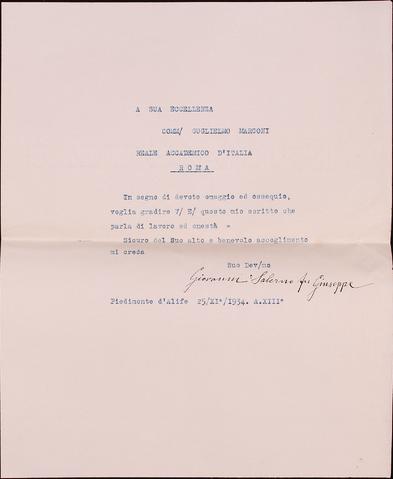 A SUA ECCELLENZA
COMM/ GUGLIELMO MARCONI
REALE ACCADEMICO D'ITALIA
ROMA
In segno di devoto omaggio ed ossequio,
voglia gradire V/ E/ questo mio scritto che
parla di lavoro ed onestà
Sicuro del Suo alto e benevolo accoglimento
mi creda
Suo Dev/mo
Giovanni Salerno fu Giuseppe
Piedimonte d'Alife 25/XI°/1934. A.XIII°